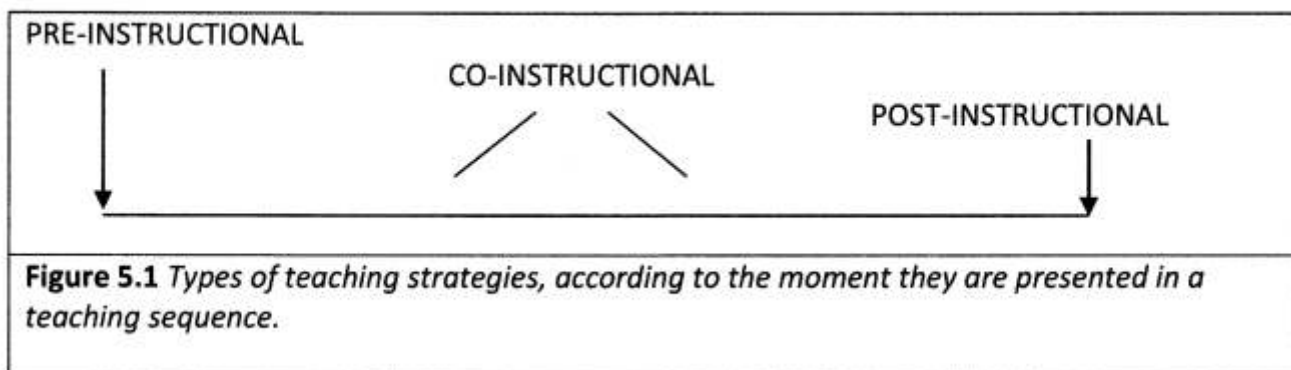 PRE-INSTRUCTIONAL
CO-INSTRUCTIONAL
POST-INSTRUCTIONAL
Figure 5.1 Types of teaching strategies, according to the moment they are presented in a
teaching sequence.